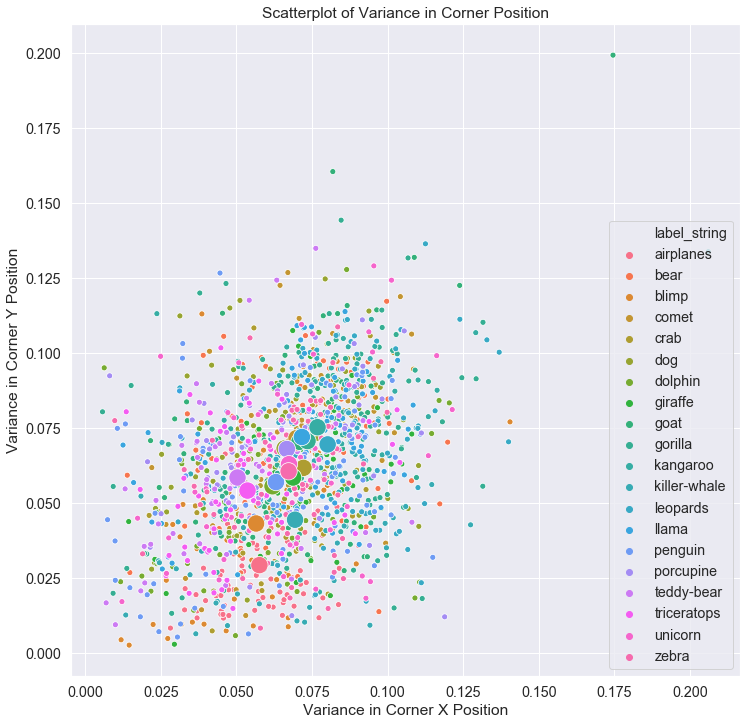 Scatterplot of Variance in Corner Position
Variance in Corner Y Position
0.200
0.175
0.150
0.125
0.100
0.075
0.050
0.025
0.000
label_string
airplanes
bear
blimp
comet
crab
dog
dolphin
giraffe
goat
gorilla
kangaroo
killer-whale
leopards
llama
penguin
porcupine
teddy-bear
triceratops
unicorn
zebra
0.000 0.025 0.050 0.075 0.100 0.125 0.150 0.175 0.200
Variance in Corner X Position